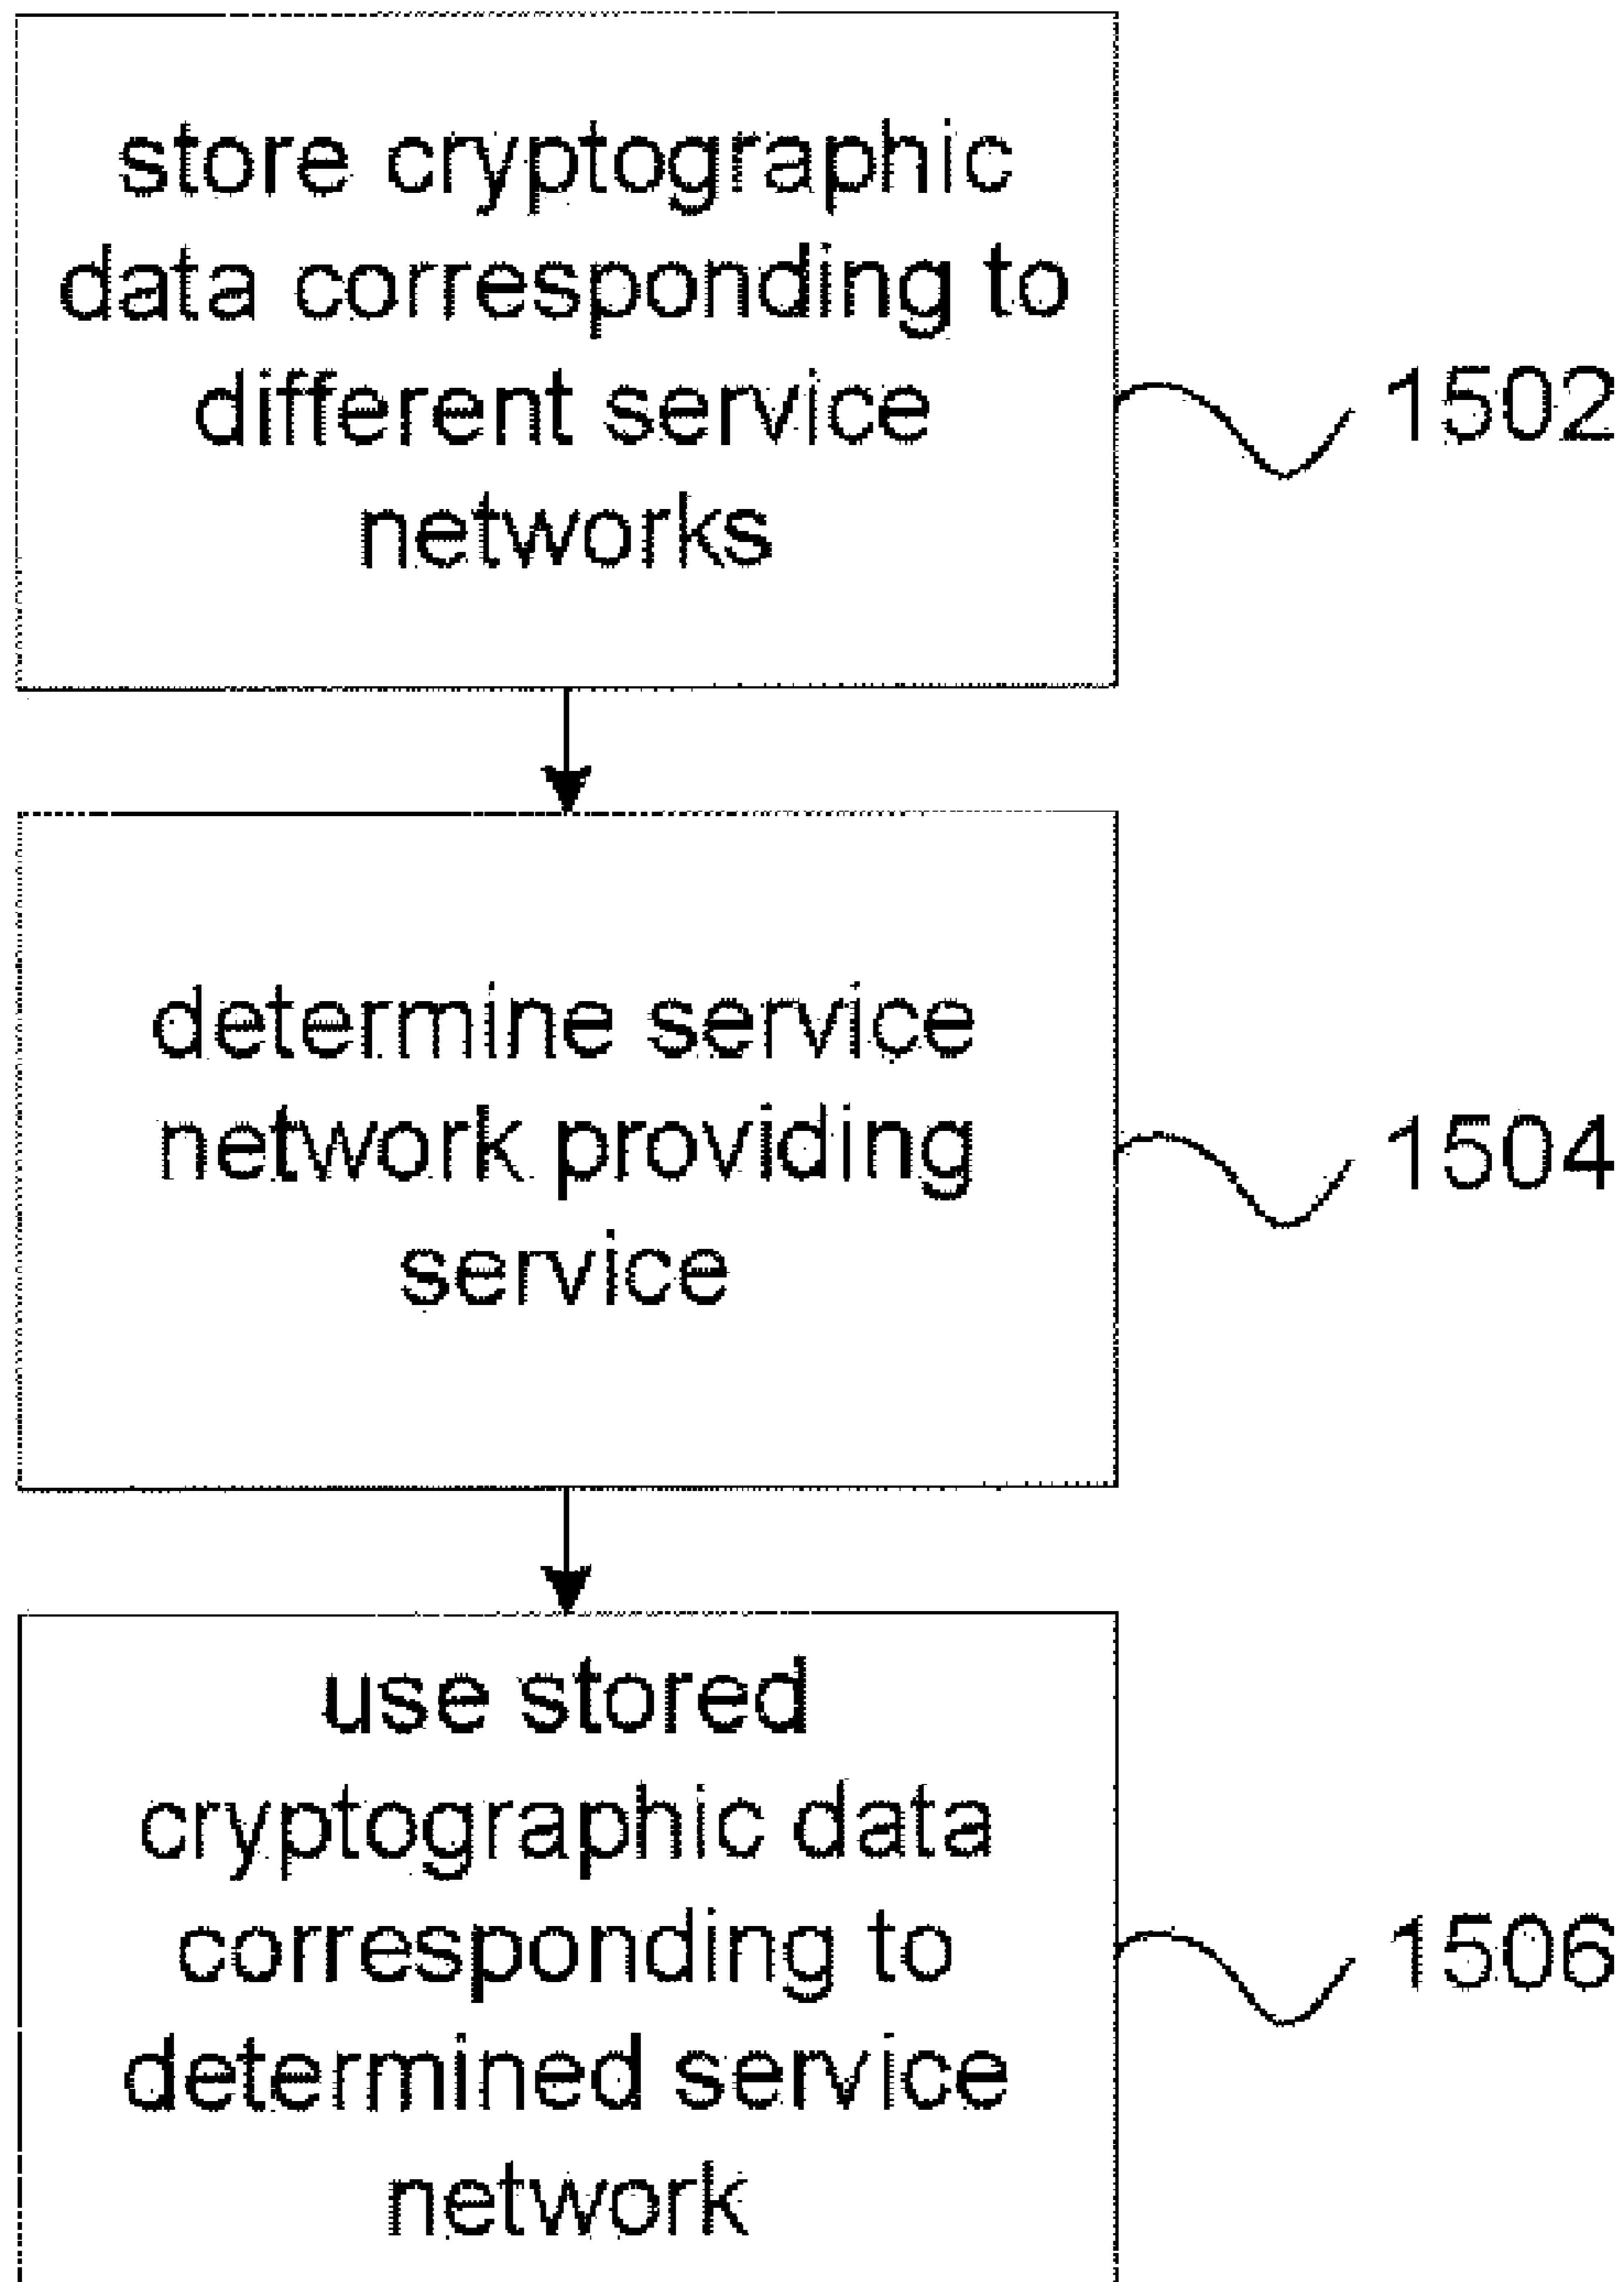 store cryptographic
data corresponding to
different service
networks
1502
determine service
network providing
service
1504
use stored
cryptographic data
corresponding to
determined service
network
1506